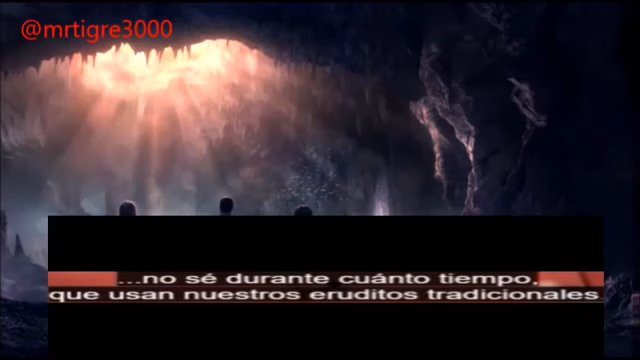 @mrtigre3000
...no sé durante cuánto tiempo,
que usan nuestros eruditos tradicionales